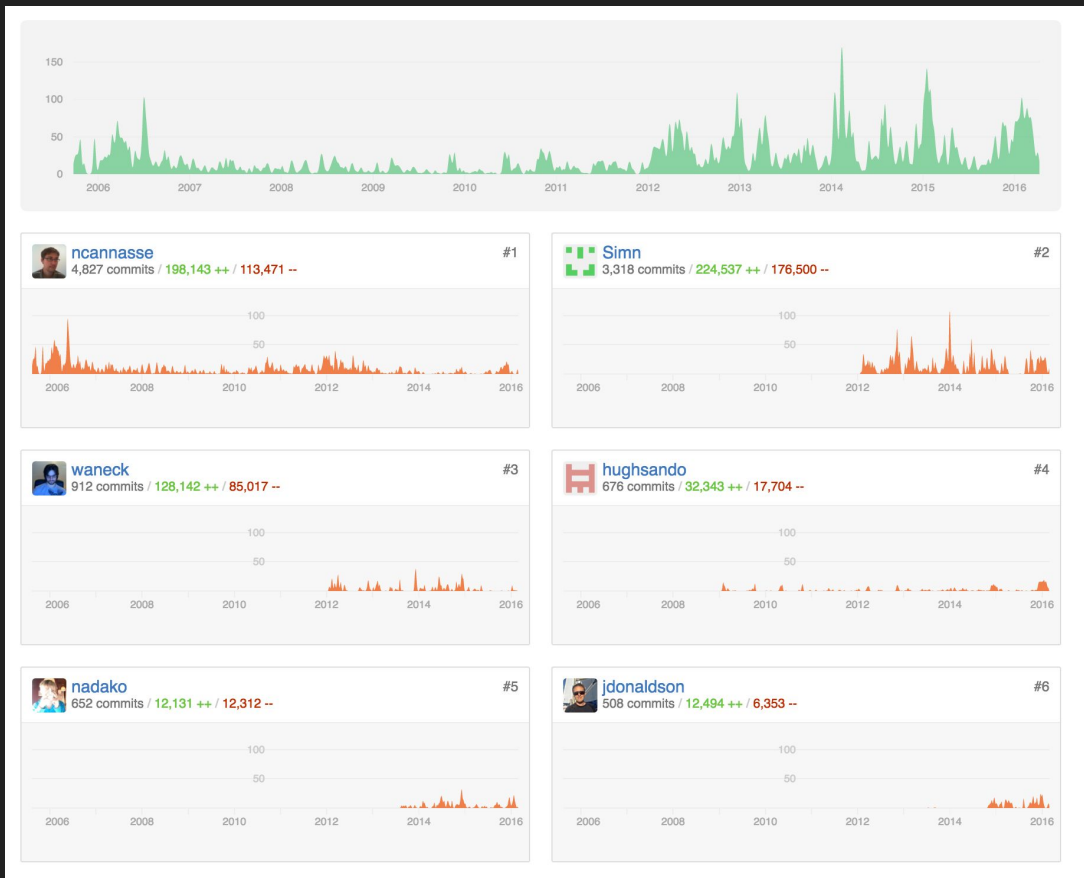 150
100
50
0
2006 2007 2008 2009 2010 2011 2012 2013 2014 2015 2016
ncannasse #1
4,827 commits / 198,143 ++ / 113,471 --
100
50
2006 2008 2010 2012 2014 2016
Simn #2
3,318 commits / 224,537 ++ / 176,500 --
100
50
2006 2008 2010 2012 2014 2016
waneck #3
912 commits / 128,142 ++ / 85,017 --
100
50
2006 2008 2010 2012 2014 2016
hughsando #4
676 commits / 32,343 ++ / 17,704 --
100
50
2006 2008 2010 2012 2014 2016
nadako #5
652 commits / 12,131 ++ / 12,312 --
100
50
2006 2008 2010 2012 2014 2016
jdonaldson #6
508 commits / 12,494 ++ / 6,353 --
100
50
2006 2008 2010 2012 2014 2016